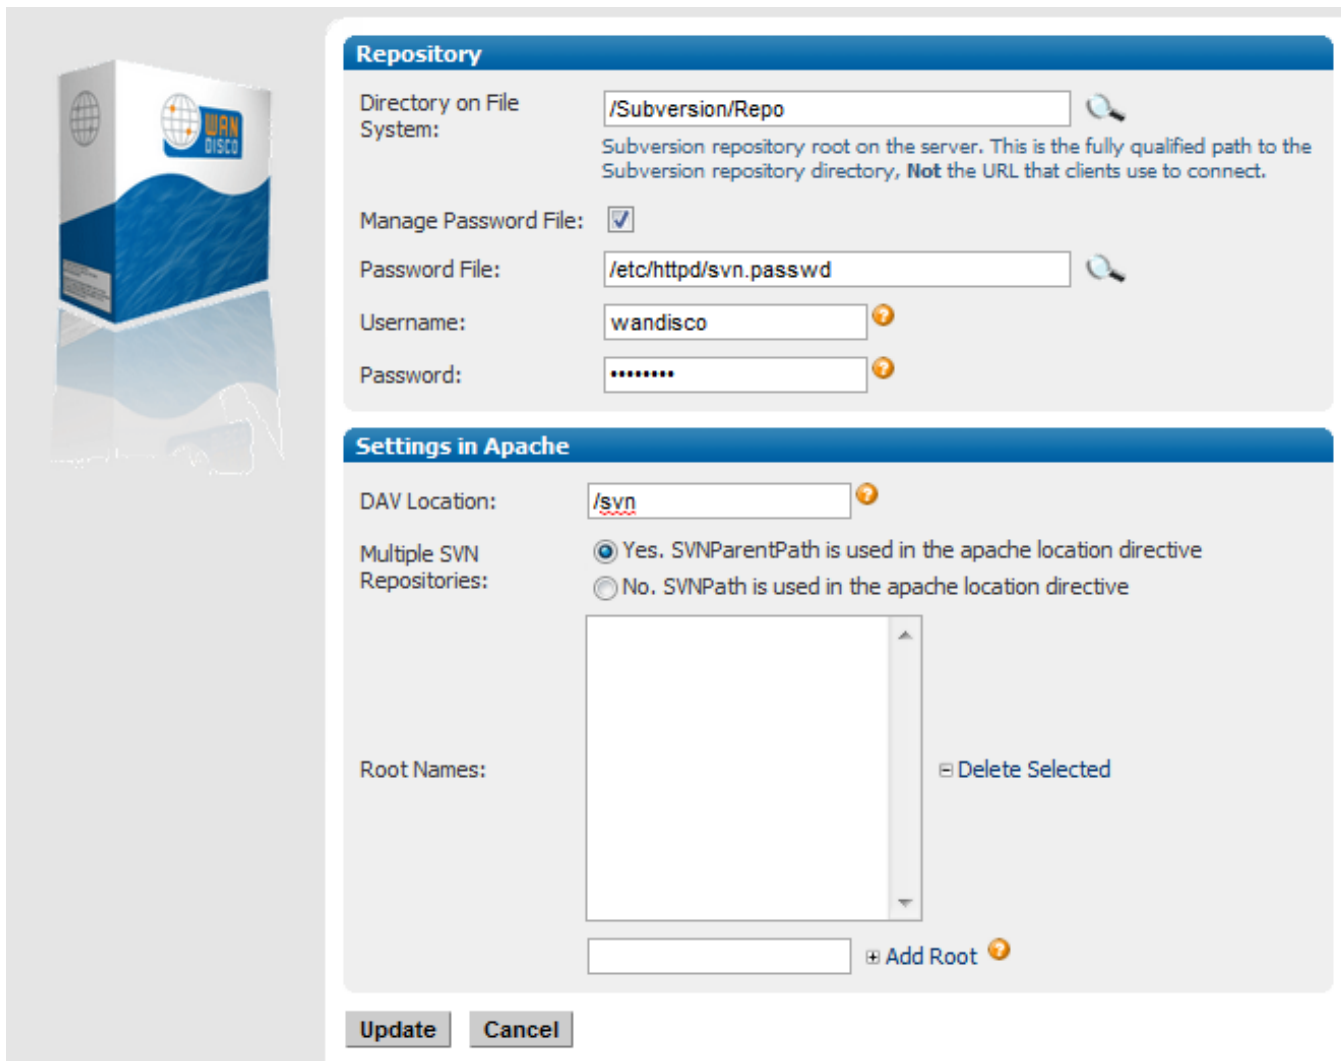 WAN
DISCO
Repository
Directory on File
System:
/Subversion/Repo
Subversion repository root on the server. This is the fully qualified path to the
Subversion repository directory, Not the URL that clients use to connect.
Manage Password File:
Password File:
/etc/httpd/svn.passwd
Username:
wandisco
Password:
••••••••
Settings in Apache
DAV Location:
/svn
Multiple SVN
Repositories:
Yes. SVNParentPath is used in the apache location directive
No. SVNPath is used in the apache location directive
Root Names:
Delete Selected
Add Root
Update Cancel